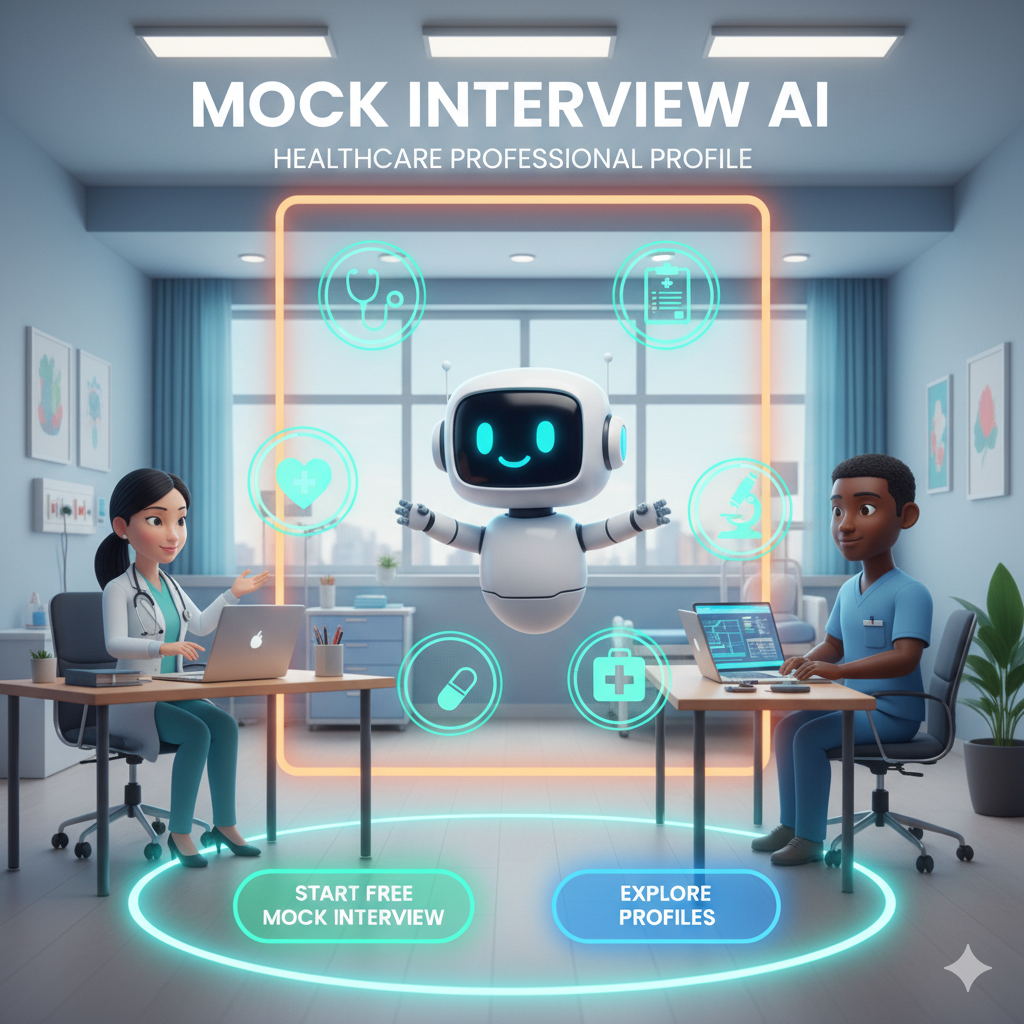 MOCK INTERVIEW AI
HEALTHCARE PROFESSIONAL PROFILE
START FREE
MOCK INTERVIEW
EXPLORE
PROFILES